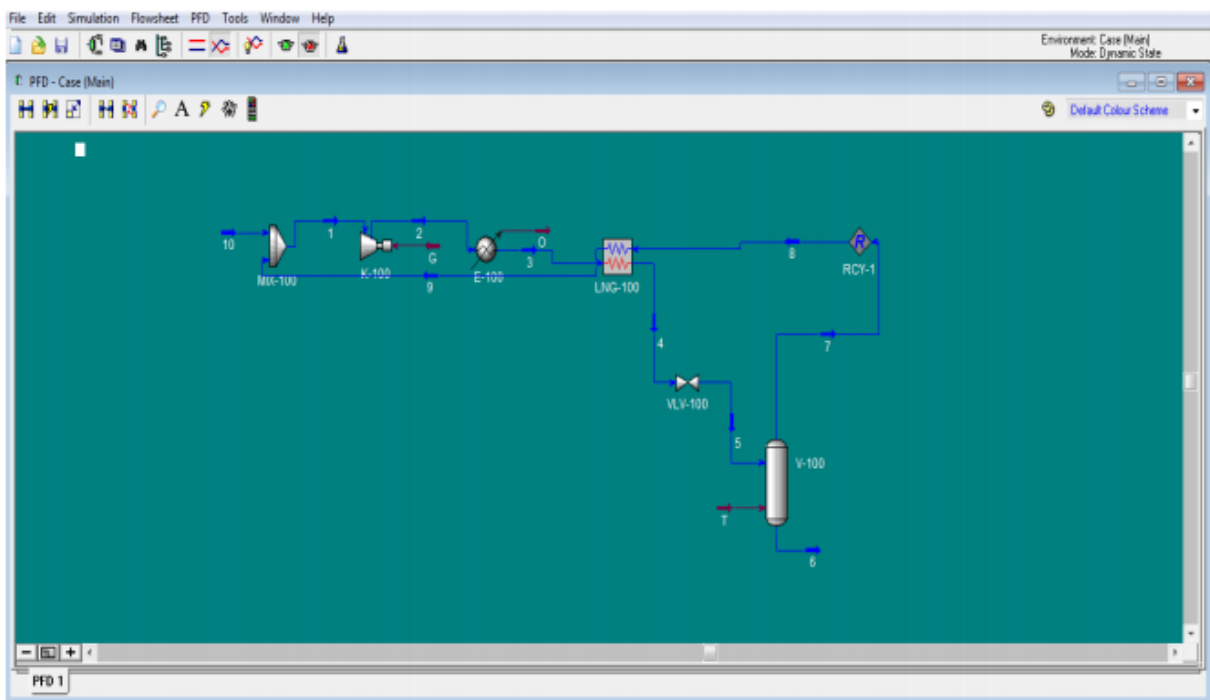 File Edit Simulation Flowsheet PFD Tools Window Help
Environment: Case (Main)
Mode: Dynamic State
PFD - Case (Main)
A
Default Colour Scheme
10
1
2
G
O
3
8
R
RCY-1
MIX-100
K-100
E-100
9
LNG-100
4
7
VLV-100
5
V-100
T
6
PFD 1